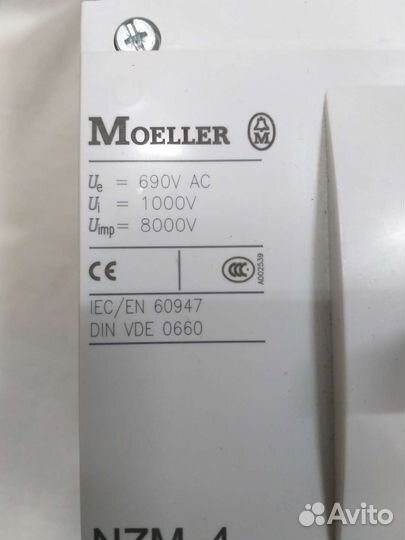 MOELLER M
Ue = 690V AC
Ui = 1000V
Uimp= 8000V
CE CCC A002539
IEC/EN 60947
DIN VDE 0660
NZM 4
Avito